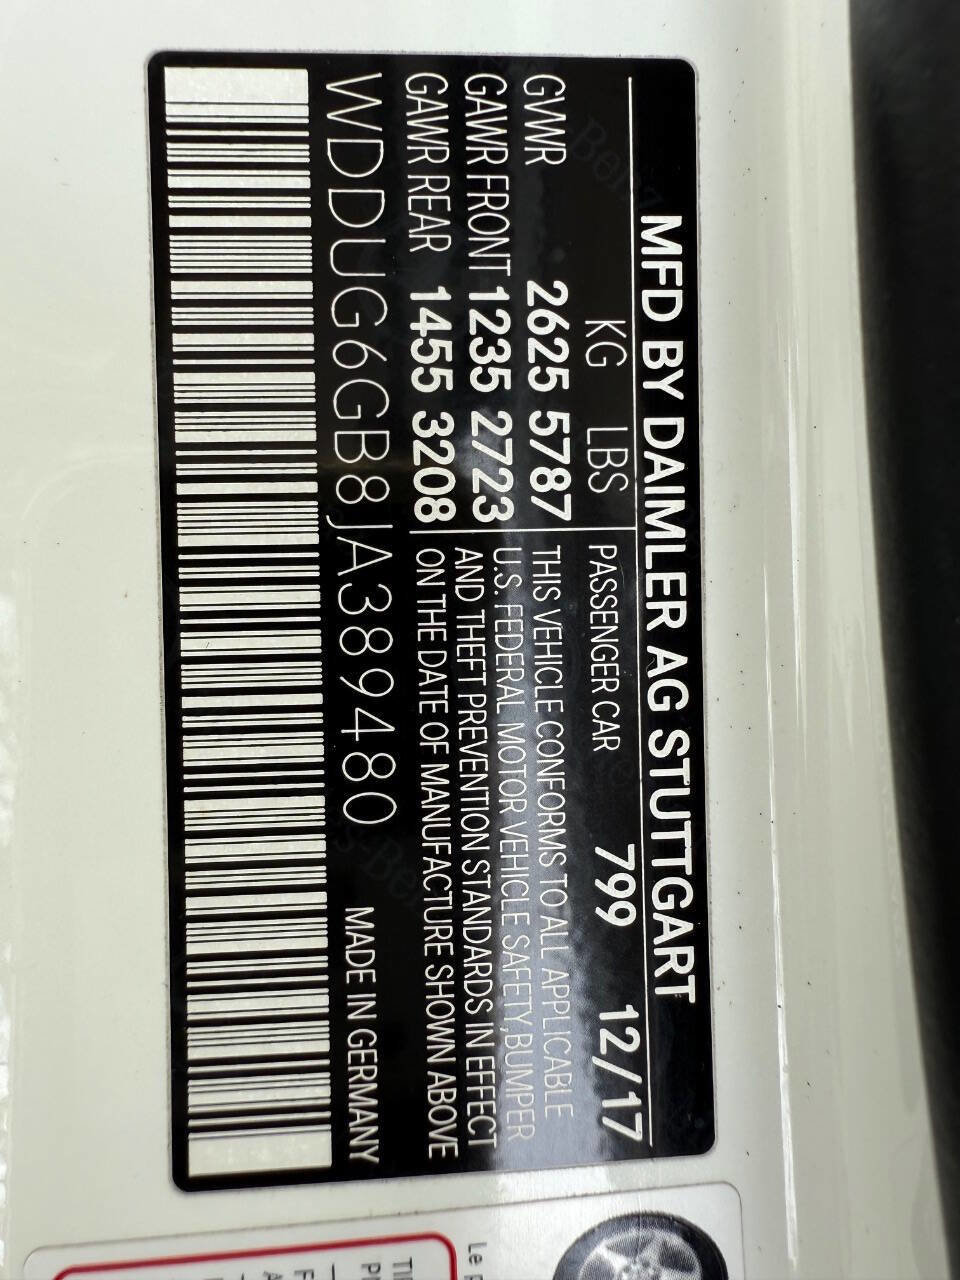 MFD BY DAIMLER AG STUTTGART
KG LBS PASSENGER CAR 799 12/17
GVWR 2625 5787 THIS VEHICLE CONFORMS TO ALL APPLICABLE
GAWR FRONT 1235 2723 U.S. FEDERAL MOTOR VEHICLE SAFETY, BUMPER
AND THEFT PREVENTION STANDARDS IN EFFECT
GAWR REAR 1455 3208 ON THE DATE OF MANUFACTURE SHOWN ABOVE
WDDUG6GB8JA389480 MADE IN GERMANY
Le